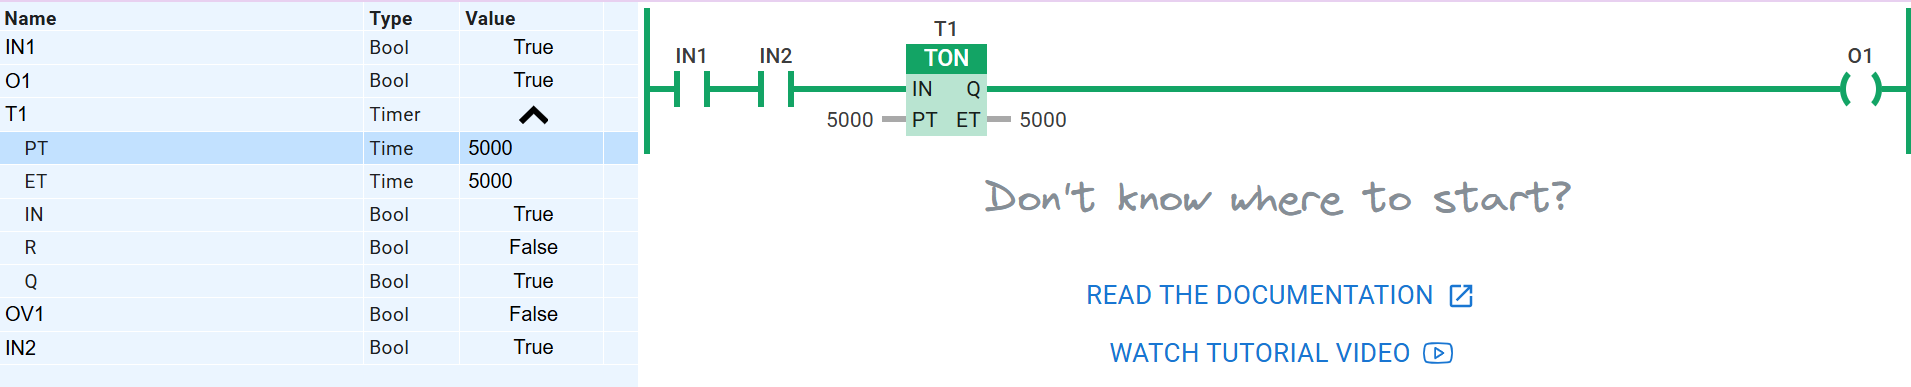 Name Type Value
IN1 Bool True
O1 Bool True
T1 Timer
PT Time 5000
ET Time 5000
IN Bool True
R Bool False
Q Bool True
OV1 Bool False
IN2 Bool True
T1
IN1 IN2 TON O1
IN Q
5000 PT ET 5000
Don't know where to start?
READ THE DOCUMENTATION
WATCH TUTORIAL VIDEO